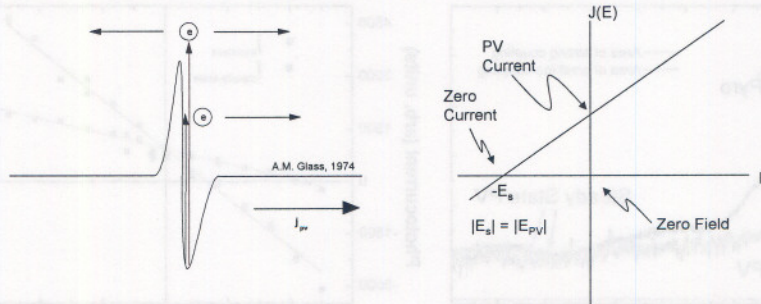 e
e
A.M. Glass, 1974
j_pv
J(E)
PV
Current
Zero
Current
-E_s
|E_s| = |E_PV|
Zero Field